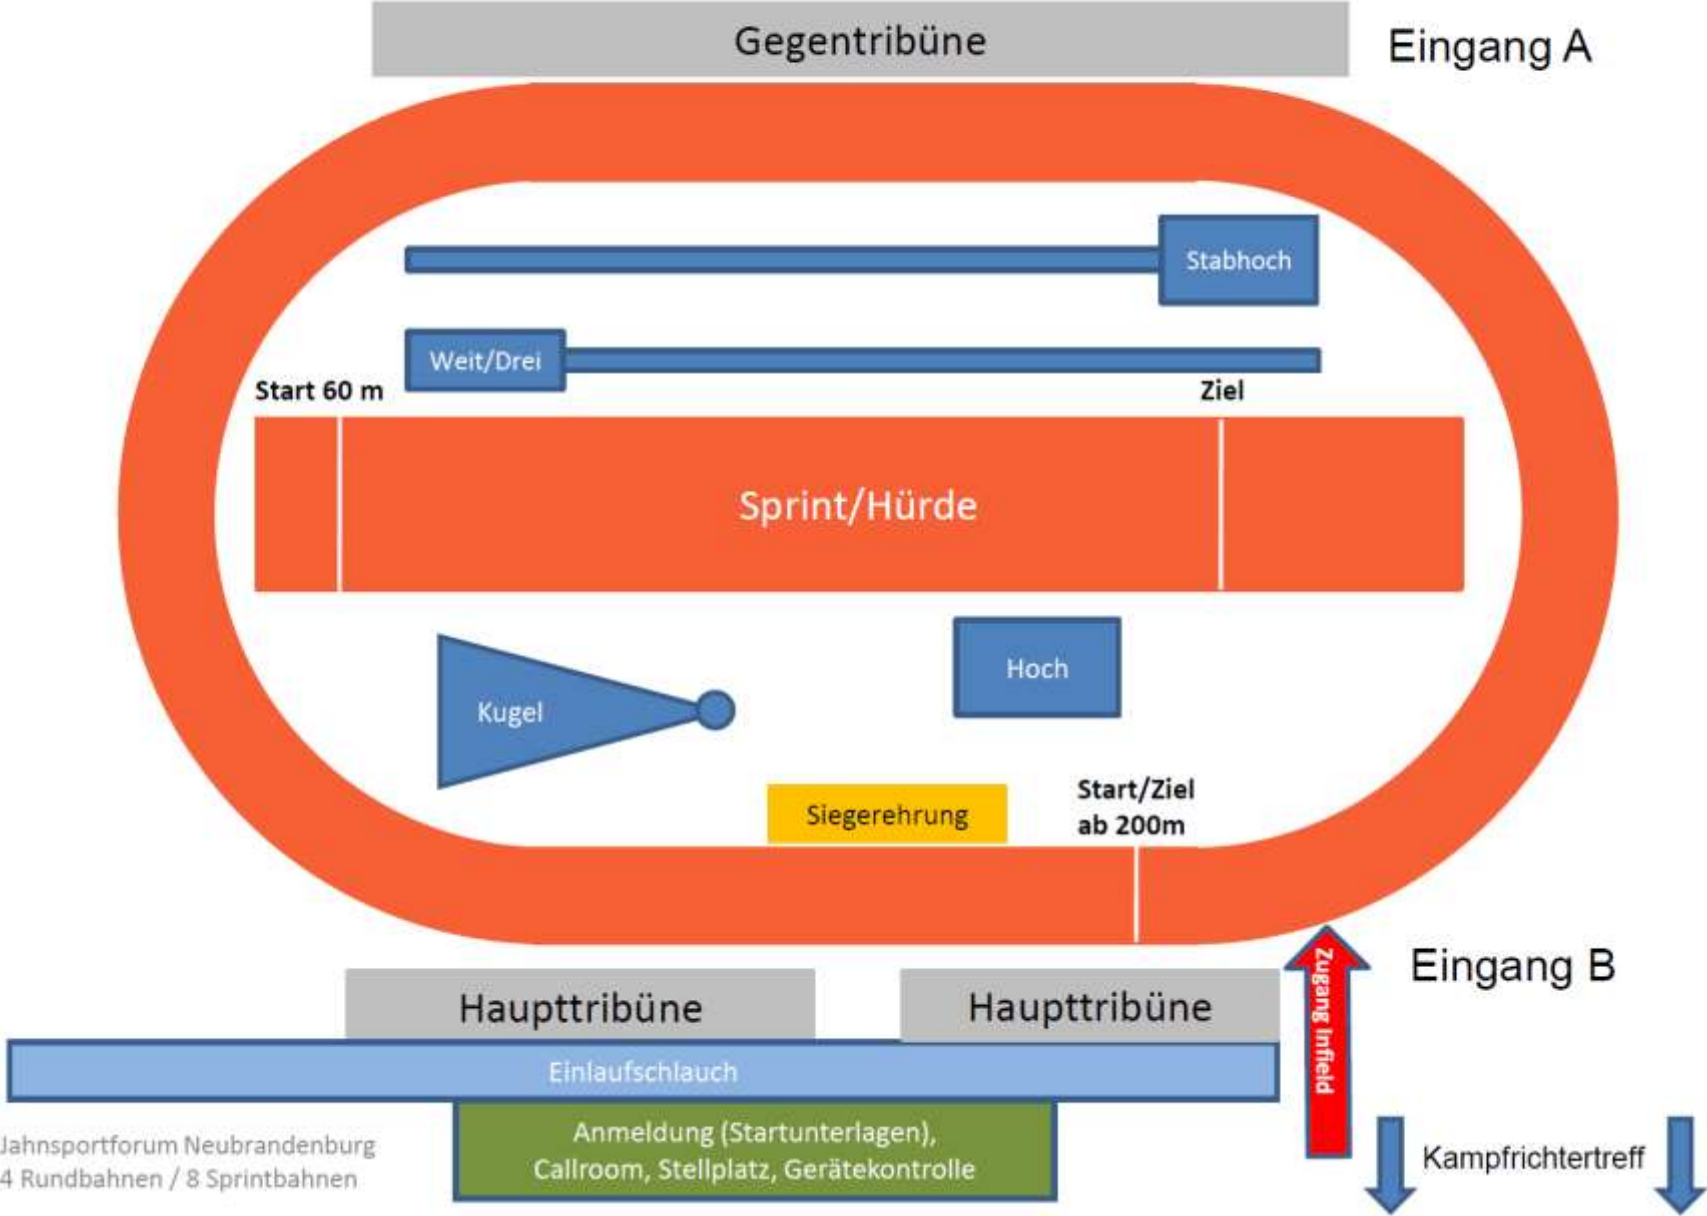 Gegentribüne
Eingang A
Stabhoch
Weit/Drei
Start 60 m
Ziel
Sprint/Hürde
Hoch
Kugel
Start/Ziel
ab 200m
Siegerehrung
Eingang B
Zugang Infield
Haupttribüne
Haupttribüne
Einlaufschlauch
Anmeldung (Startunterlagen),
Callroom, Stellplatz, Gerätekontrolle
Jahnsportforum Neubrandenburg
4 Rundbahnen / 8 Sprintbahnen
Kampfrichtertreff